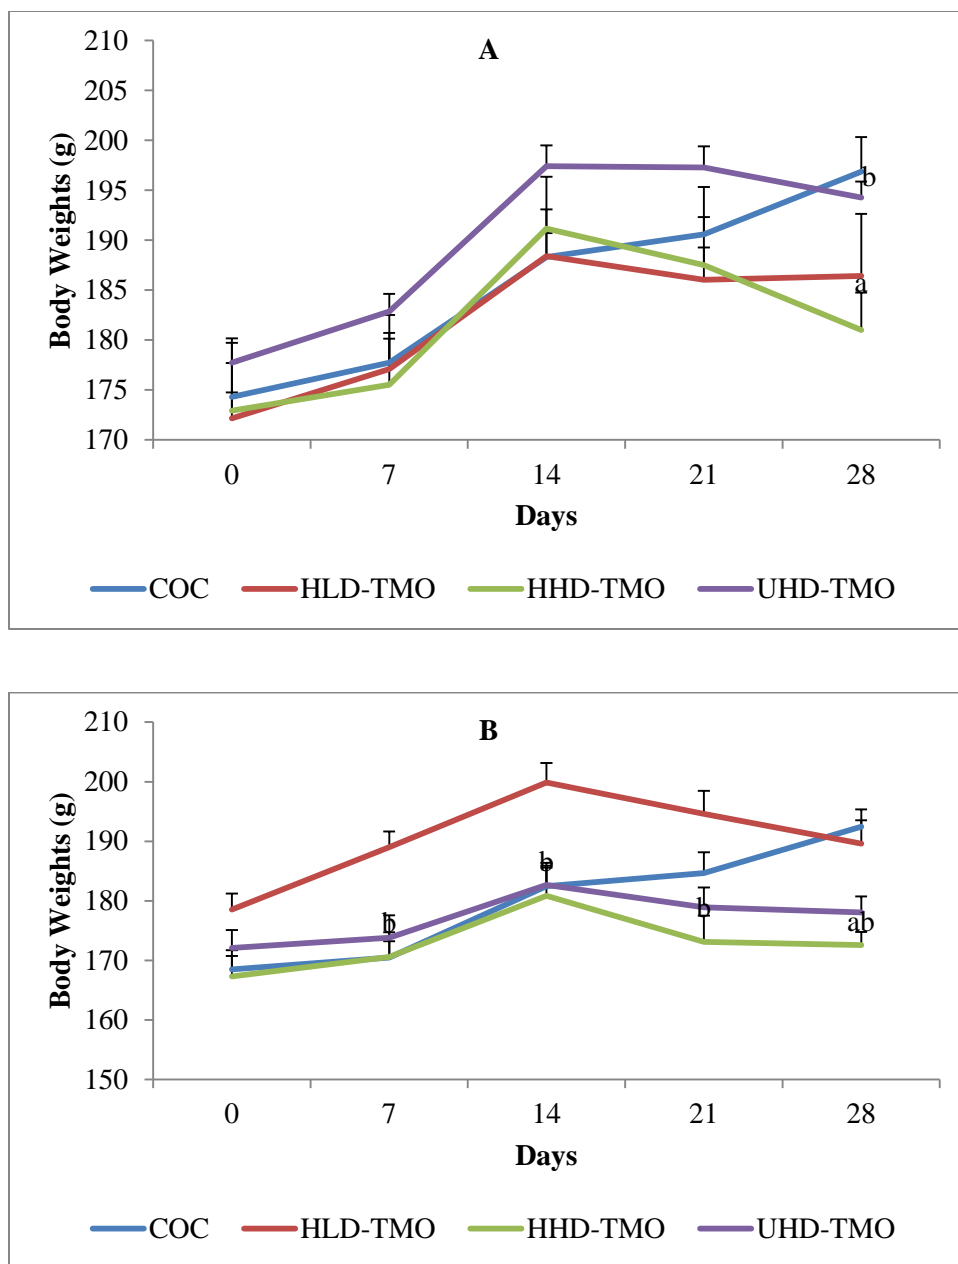 A
210
205
200
195
190
185
180
175
170
Body Weights (g)
b
a
0 7 14 21 28
Days
COC HLD-TMO HHD-TMO UHD-TMO
B
210
200
190
180
170
160
150
Body Weights (g)
b
b
b
ab
0 7 14 21 28
Days
COC HLD-TMO HHD-TMO UHD-TMO